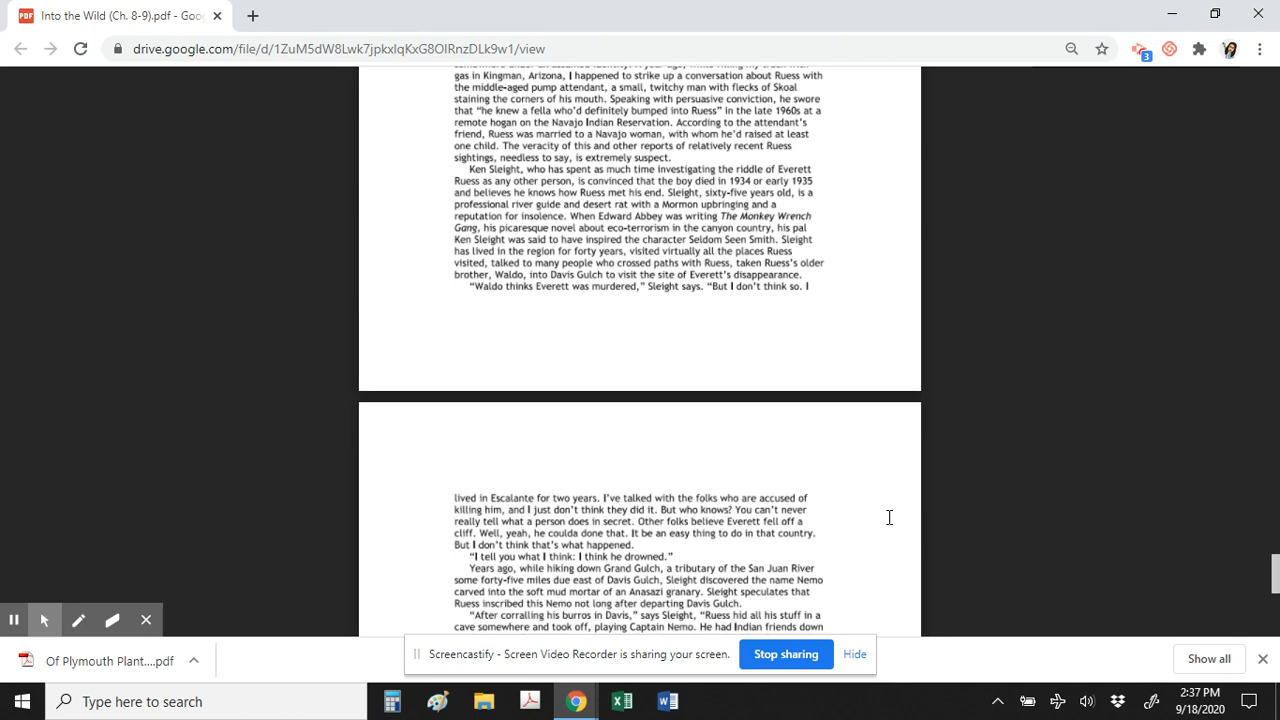 Into the Wild (Ch. 8-9).pdf - Goo
drive.google.com/file/d/1ZuM5dW8Lwk7jpkxlqKxG8OIRnzDLk9w1/view
3
gas in Kingman, Arizona, I happened to strike up a conversation about Ruess with
the middle-aged pump attendant, a small, twitchy man with flecks of Skoal
staining the corners of his mouth. Speaking with persuasive conviction, he swore
that “he knew a fella who’d definitely bumped into Ruess” in the late 1960s at a
remote hogan on the Navajo Indian Reservation. According to the attendant’s
friend, Ruess was married to a Navajo woman, with whom he’d raised at least
one child. The veracity of this and other reports of relatively recent Ruess
sightings, needless to say, is extremely suspect.
Ken Sleight, who has spent as much time investigating the riddle of Everett
Ruess as any other person, is convinced that the boy died in 1934 or early 1935
and believes he knows how Ruess met his end. Sleight, sixty-five years old, is a
professional river guide and desert rat with a Mormon upbringing and a
reputation for insolence. When Edward Abbey was writing The Monkey Wrench
Gang, his picaresque novel about eco-terrorism in the canyon country, his pal
Ken Sleight was said to have inspired the character Seldom Seen Smith. Sleight
has lived in the region for forty years, visited virtually all the places Ruess
visited, talked to many people who crossed paths with Ruess, taken Ruess’s older
brother, Waldo, into Davis Gulch to visit the site of Everett’s disappearance.
“Waldo thinks Everett was murdered,” Sleight says. “But I don’t think so. I
lived in Escalante for two years. I’ve talked with the folks who are accused of
killing him, and I just don’t think they did it. But who knows? You can’t never
really tell what a person does in secret. Other folks believe Everett fell off a
cliff. Well, yeah, he coulda done that. It be an easy thing to do in that country.
But I don’t think that’s what happened.
“I tell you what I think: I think he drowned.”
Years ago, while hiking down Grand Gulch, a tributary of the San Juan River
some forty-five miles due east of Davis Gulch, Sleight discovered the name Nemo
carved into the soft mud mortar of an Anasazi granary. Sleight speculates that
Ruess inscribed this Nemo not long after departing Davis Gulch.
“After corralling his burros in Davis,” says Sleight, “Ruess hid all his stuff in a
cave somewhere and took off, playing Captain Nemo. He had Indian friends down
Screencastify - Screen Video Recorder is sharing your screen.
Stop sharing
Hide
Of Plymouth Plant....pdf
Show all
Type here to search
2:37 PM
9/18/2020